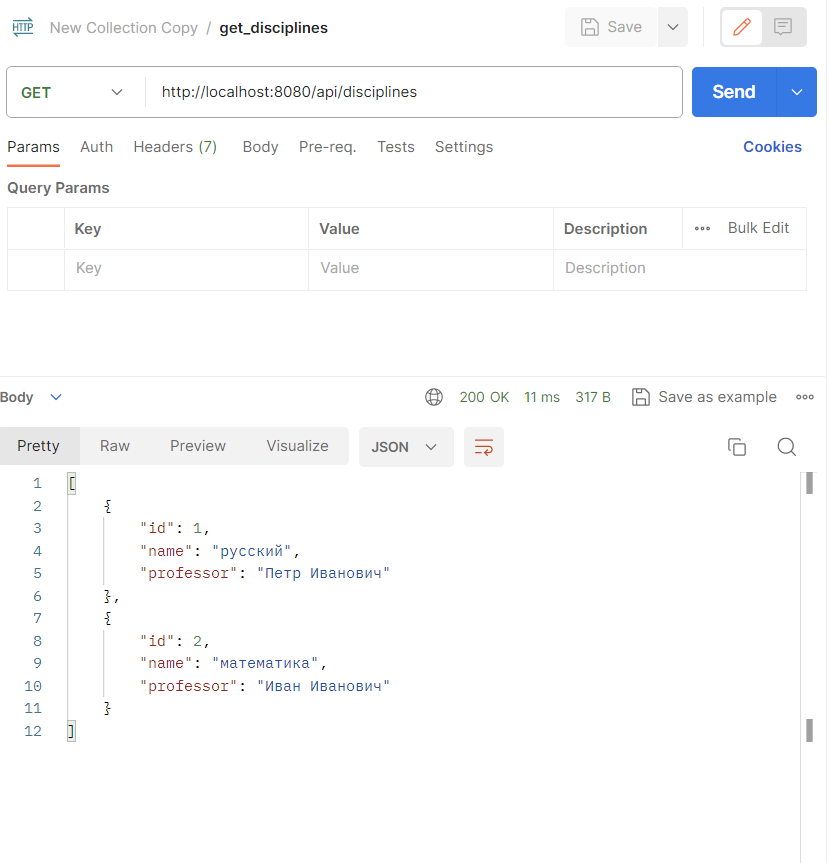 HTTP New Collection Copy / get_disciplines Save
GET http://localhost:8080/api/disciplines Send
Params Auth Headers (7) Body Pre-req. Tests Settings Cookies
Query Params
Key Value Description Bulk Edit
Key Value Description
Body 200 OK 11 ms 317 B Save as example
Pretty Raw Preview Visualize JSON
1 [
2 {
3 "id": 1,
4 "name": "русский",
5 "professor": "Петр Иванович"
6 },
7 {
8 "id": 2,
9 "name": "математика",
10 "professor": "Иван Иванович"
11 }
12 ]